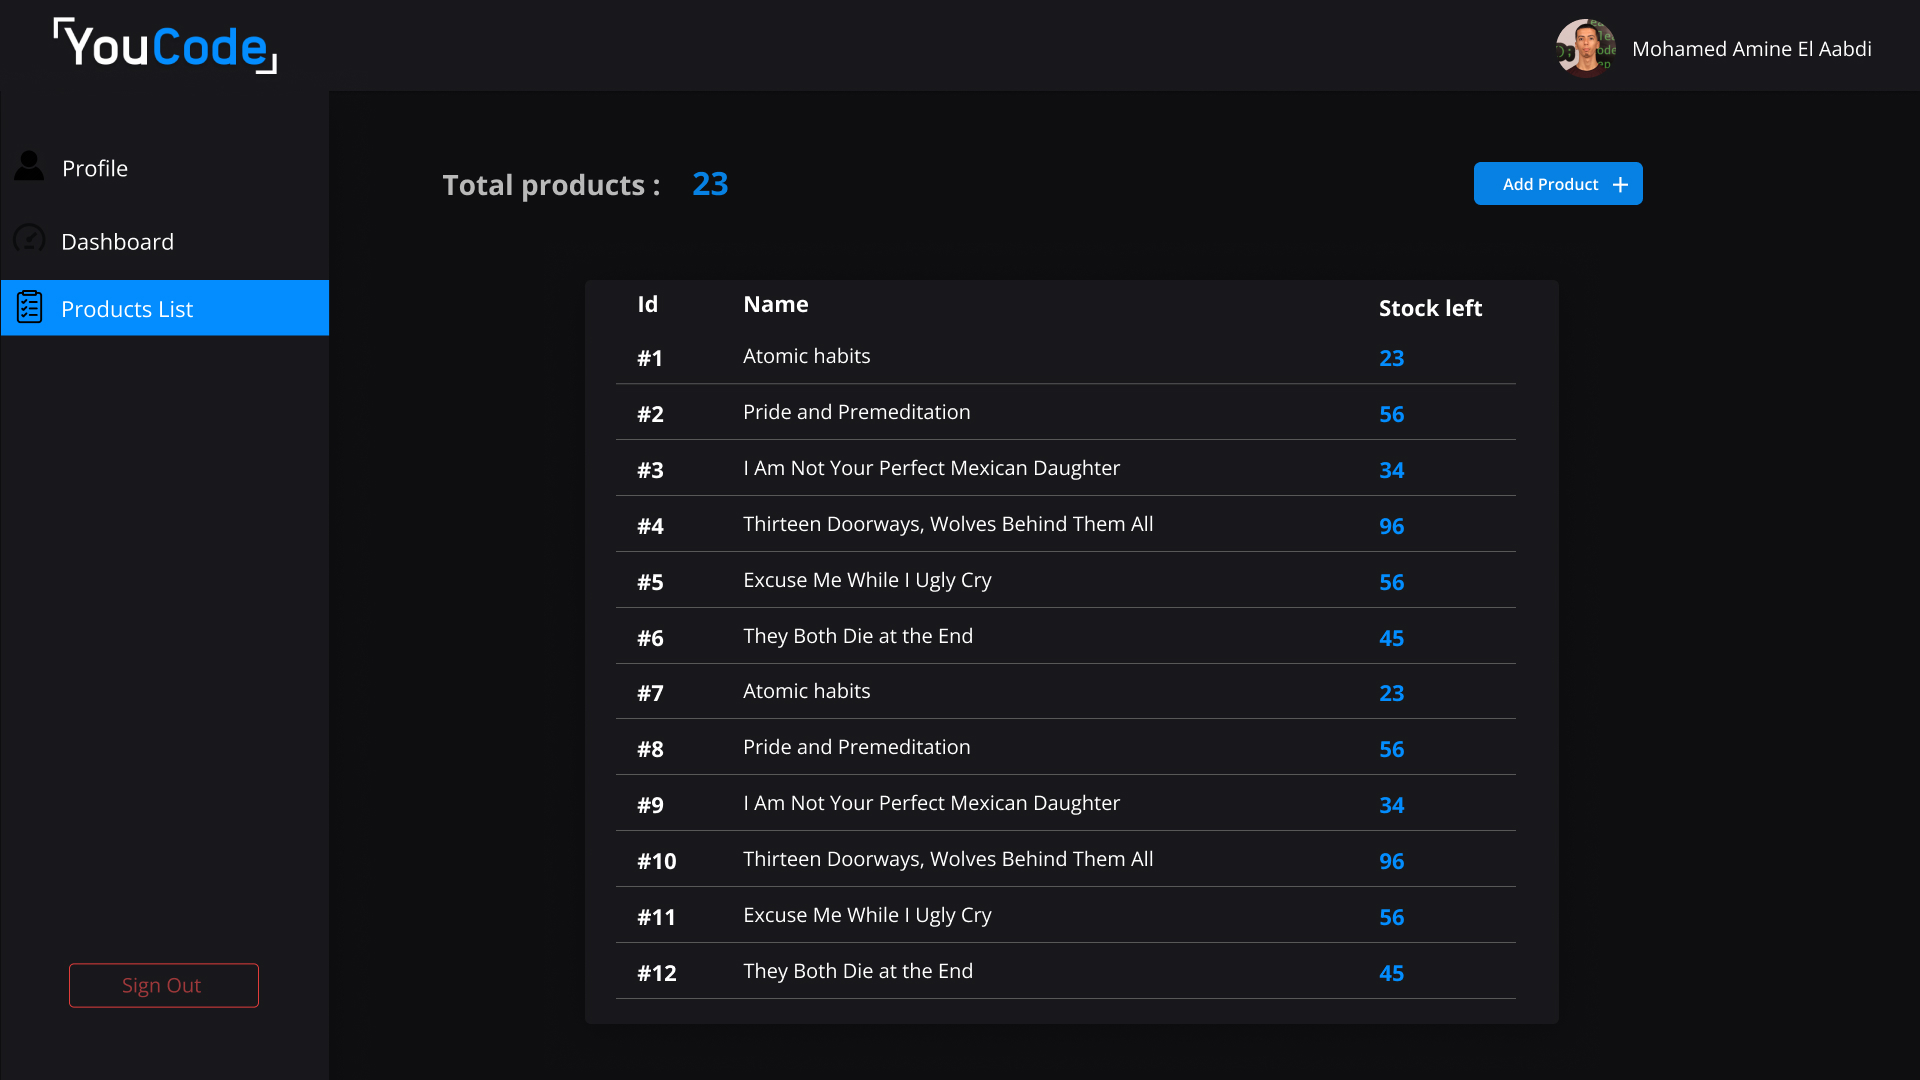 YouCode
Mohamed Amine El Aabdi
Profile
Dashboard
Products List
Sign Out
Total products : 23
Add Product +
Id Name Stock left
#1 Atomic habits 23
#2 Pride and Premeditation 56
#3 I Am Not Your Perfect Mexican Daughter 34
#4 Thirteen Doorways, Wolves Behind Them All 96
#5 Excuse Me While I Ugly Cry 56
#6 They Both Die at the End 45
#7 Atomic habits 23
#8 Pride and Premeditation 56
#9 I Am Not Your Perfect Mexican Daughter 34
#10 Thirteen Doorways, Wolves Behind Them All 96
#11 Excuse Me While I Ugly Cry 56
#12 They Both Die at the End 45